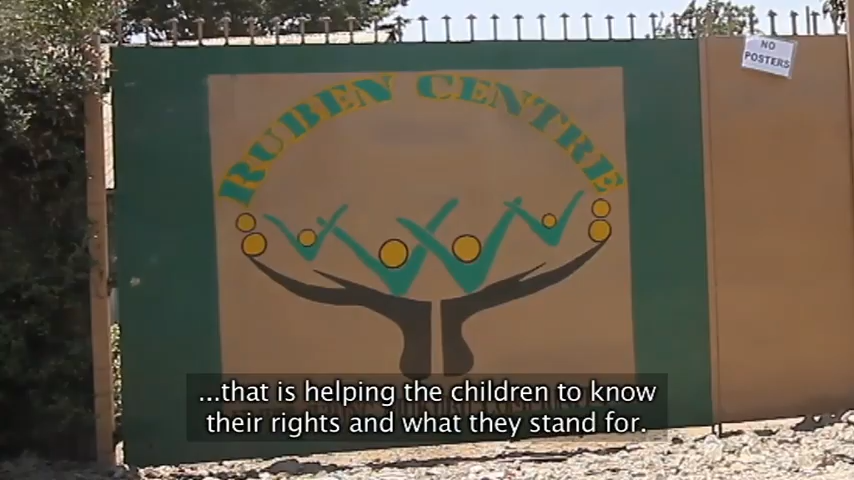 NO
POSTERS
RUBEN CENTRE
...that is helping the children to know
their rights and what they stand for.